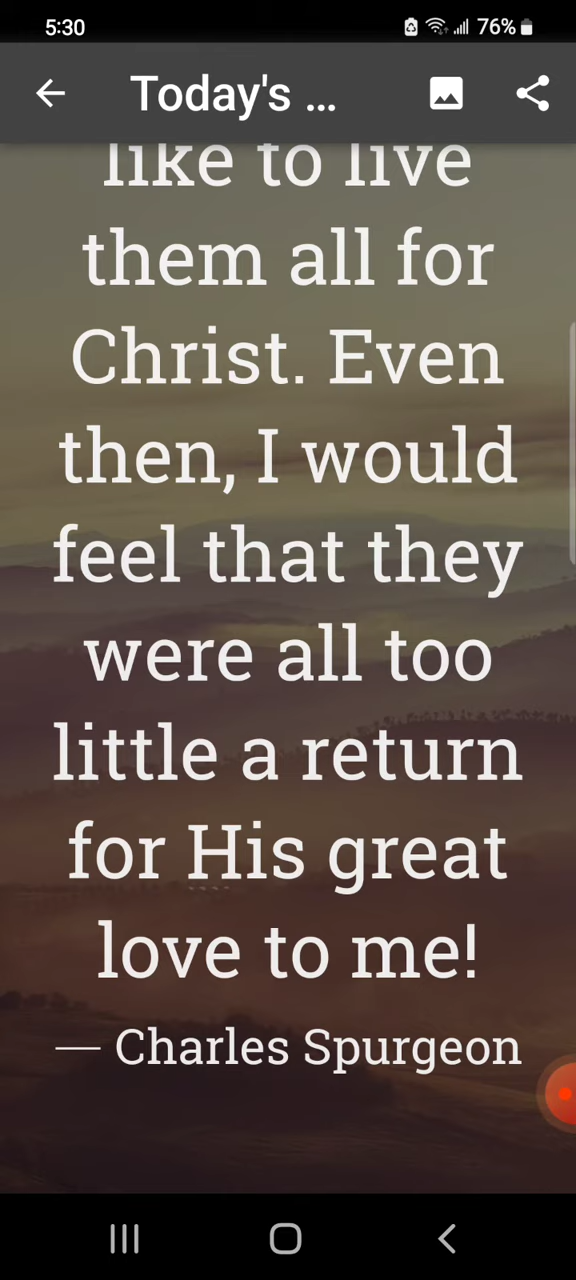 5:30
76%
Today's ...
like to live
them all for
Christ. Even
then, I would
feel that they
were all too
little a return
for His great
love to me!
— Charles Spurgeon